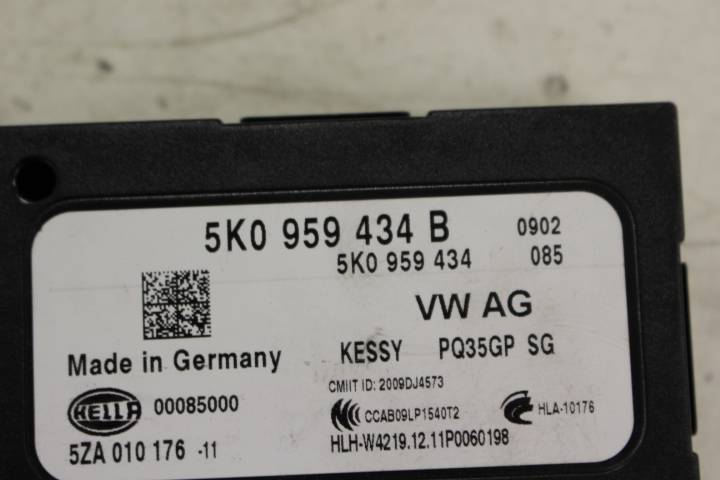 5K0 959 434 B 0902
5K0 959 434 085
VW AG
Made in Germany KESSY PQ35GP SG
CMIIT ID: 2009DJ4573
HELLA 00085000 CCAB09LP1540T2 HLA-10176
5ZA 010 176 -11 HLH-W4219.12.11P0060198